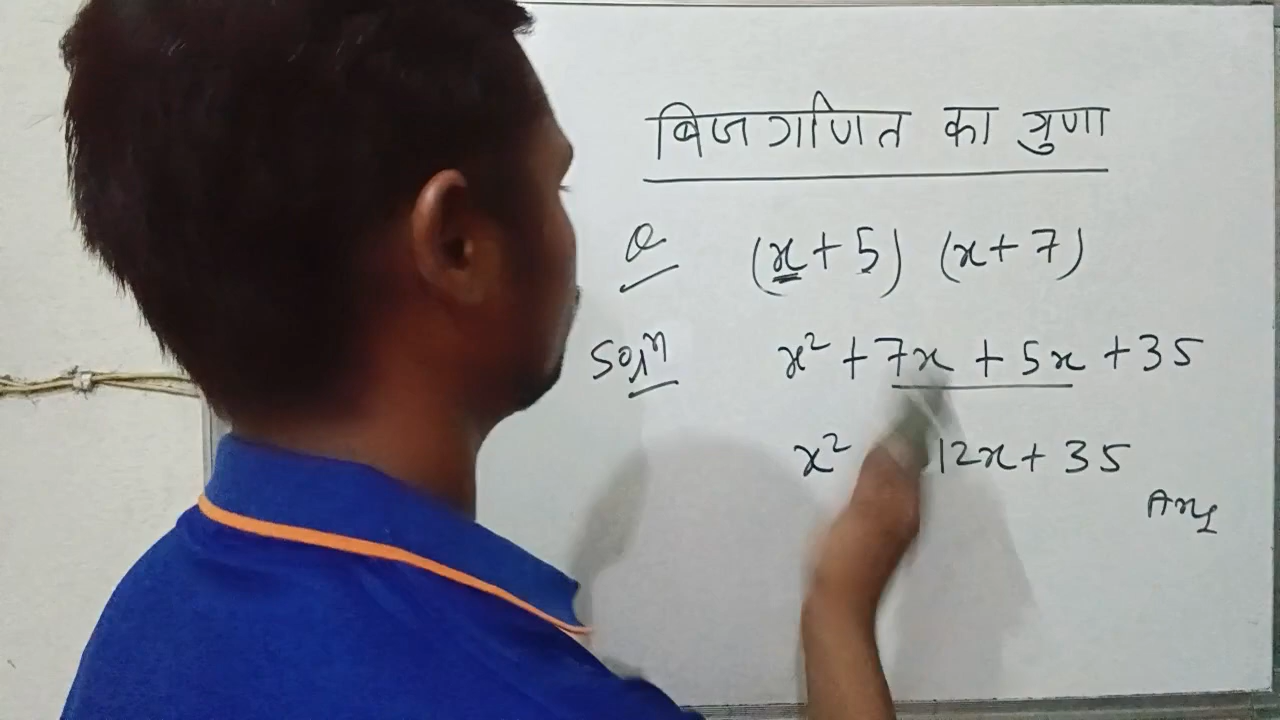 बिजगणित का गुणा
Q (x + 5) (x + 7)
Solⁿ x² + 7x + 5x + 35
x² 12x + 35
Ans